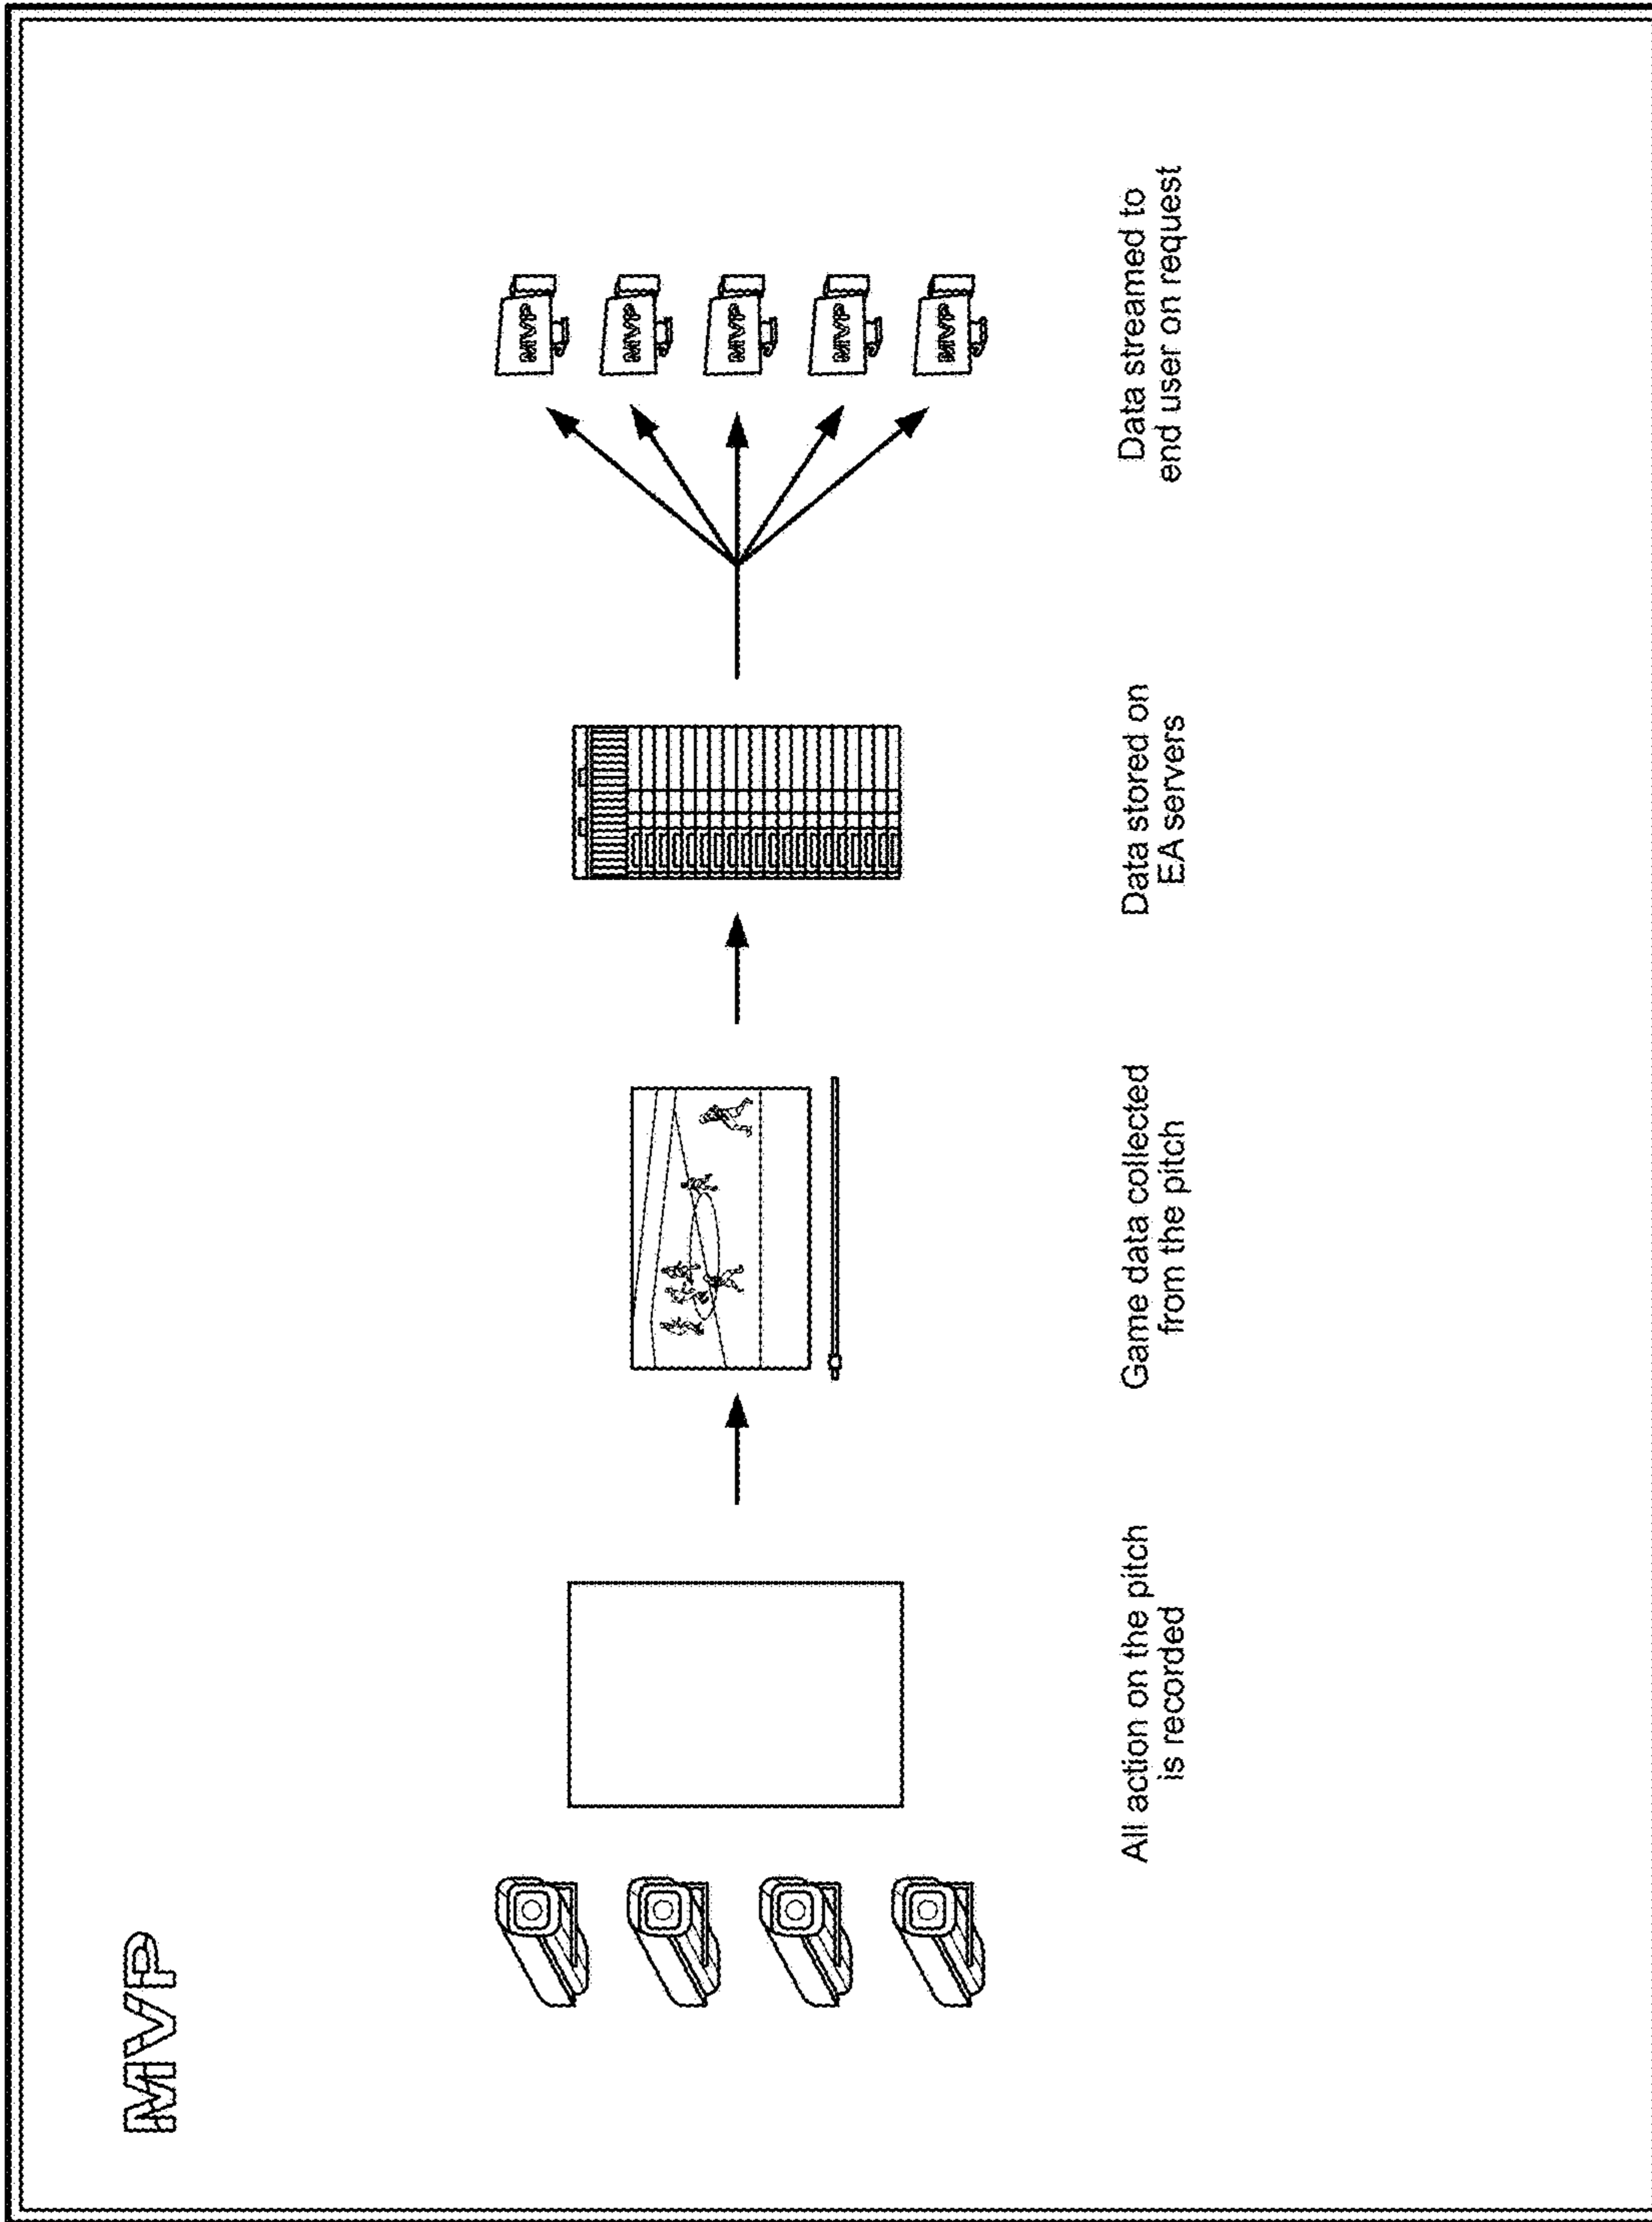 MVP
MVP
MVP
MVP
MVP
MVP
All action on the pitch
is recorded
Game data collected
from the pitch
Data stored on
EA servers
Data streamed to
end user on request